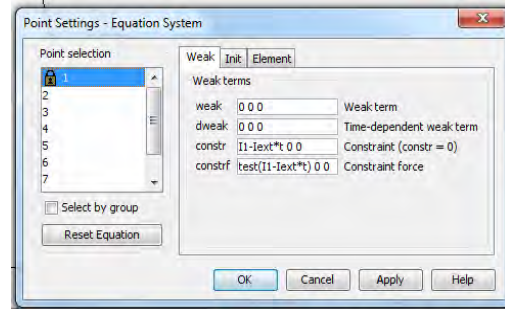 Point Settings - Equation System
Point selection
1
2
3
4
5
6
7
Select by group
Reset Equation
Weak Init Element
Weak terms
weak 0 0 0 Weak term
dweak 0 0 0 Time-dependent weak term
constr I1-Iext*t 0 0 Constraint (constr = 0)
constrf test(I1-Iext*t) 0 0 Constraint force
OK Cancel Apply Help